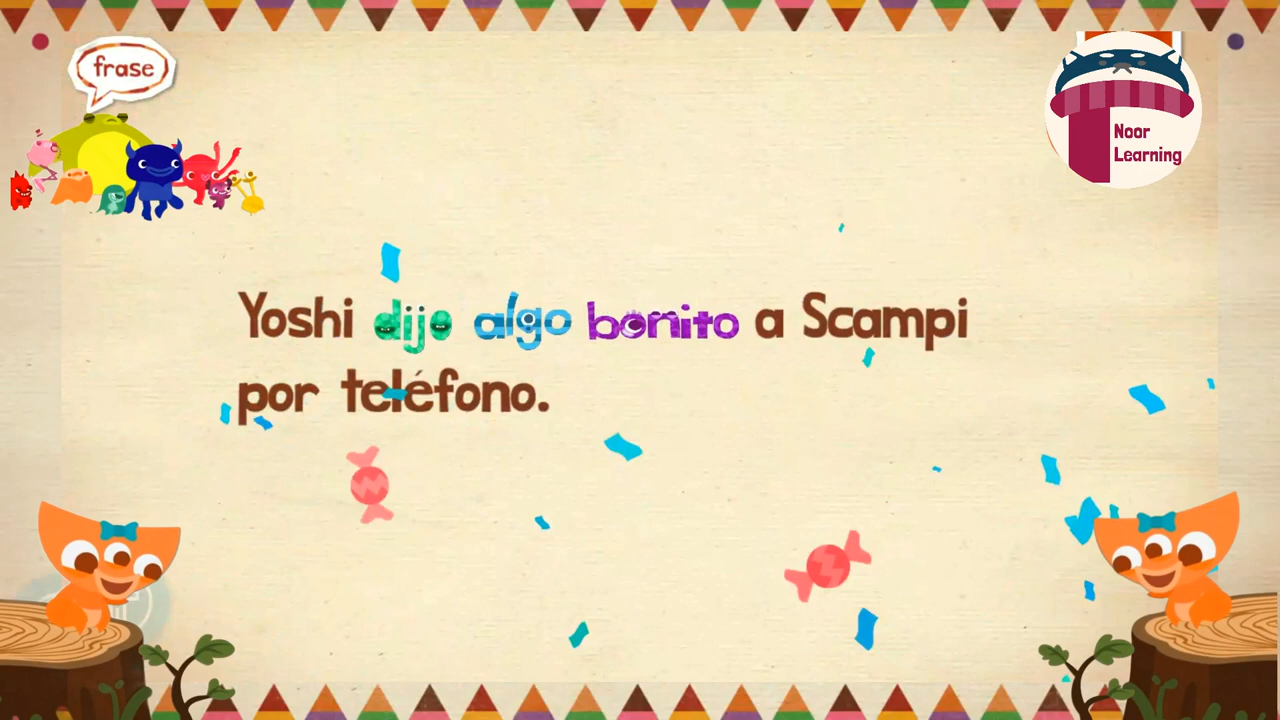 frase
Noor
Learning
Yoshi dijo algo bonito a Scampi
por teléfono.